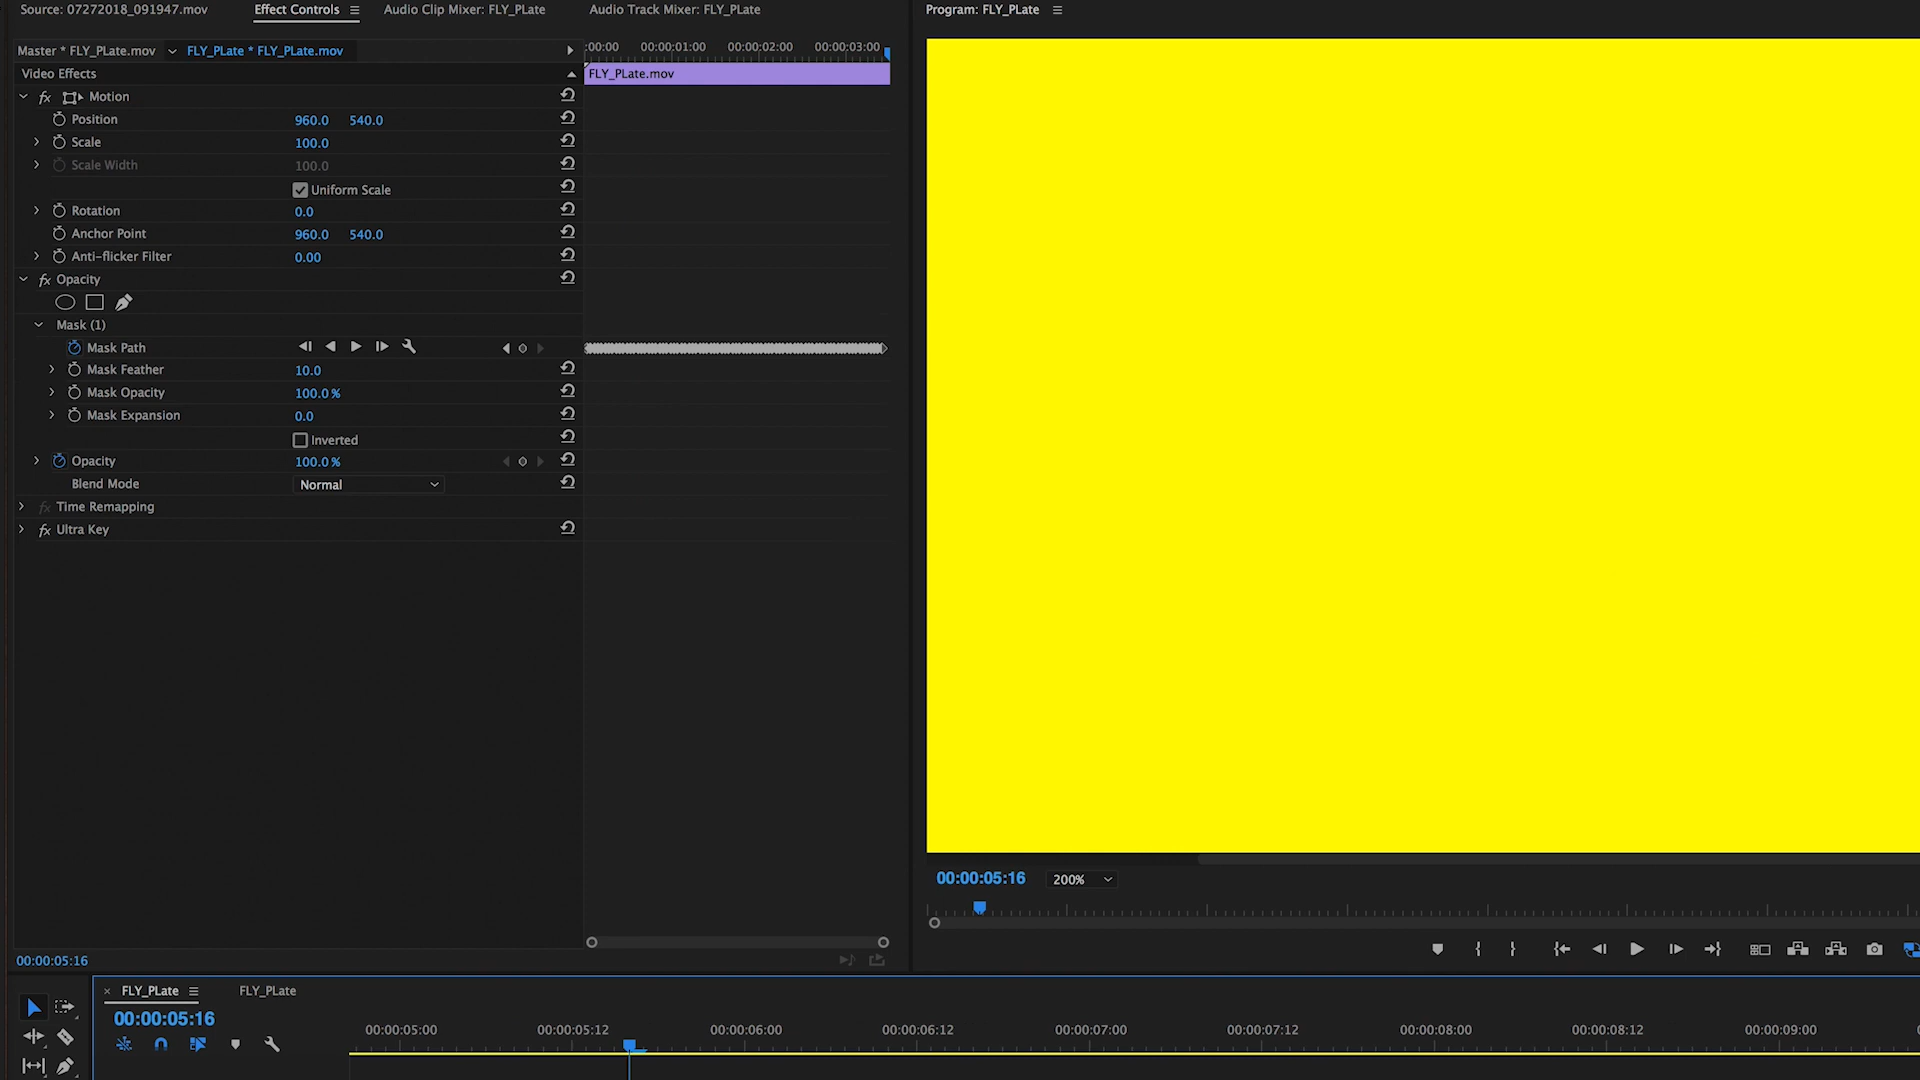 Source: 07272018_091947.mov
Effect Controls
Audio Clip Mixer: FLY_PLate
Audio Track Mixer: FLY_PLate
Program: FLY_PLate
Master * FLY_PLate.mov
FLY_PLate * FLY_PLate.mov
:00:00
00:00:01:00
00:00:02:00
00:00:03:00
Video Effects
FLY_PLate.mov
fx Motion
Position 960.0 540.0
Scale 100.0
Scale Width 100.0
Uniform Scale
Rotation 0.0
Anchor Point 960.0 540.0
Anti-flicker Filter 0.00
fx Opacity
Mask (1)
Mask Path
Mask Feather 10.0
Mask Opacity 100.0 %
Mask Expansion 0.0
Inverted
Opacity 100.0 %
Blend Mode Normal
fx Time Remapping
fx Ultra Key
00:00:05:16
200%
00:00:05:16
× FLY_PLate
FLY_PLate
00:00:05:16
00:00:05:00
00:00:05:12
00:00:06:00
00:00:06:12
00:00:07:00
00:00:07:12
00:00:08:00
00:00:08:12
00:00:09:00